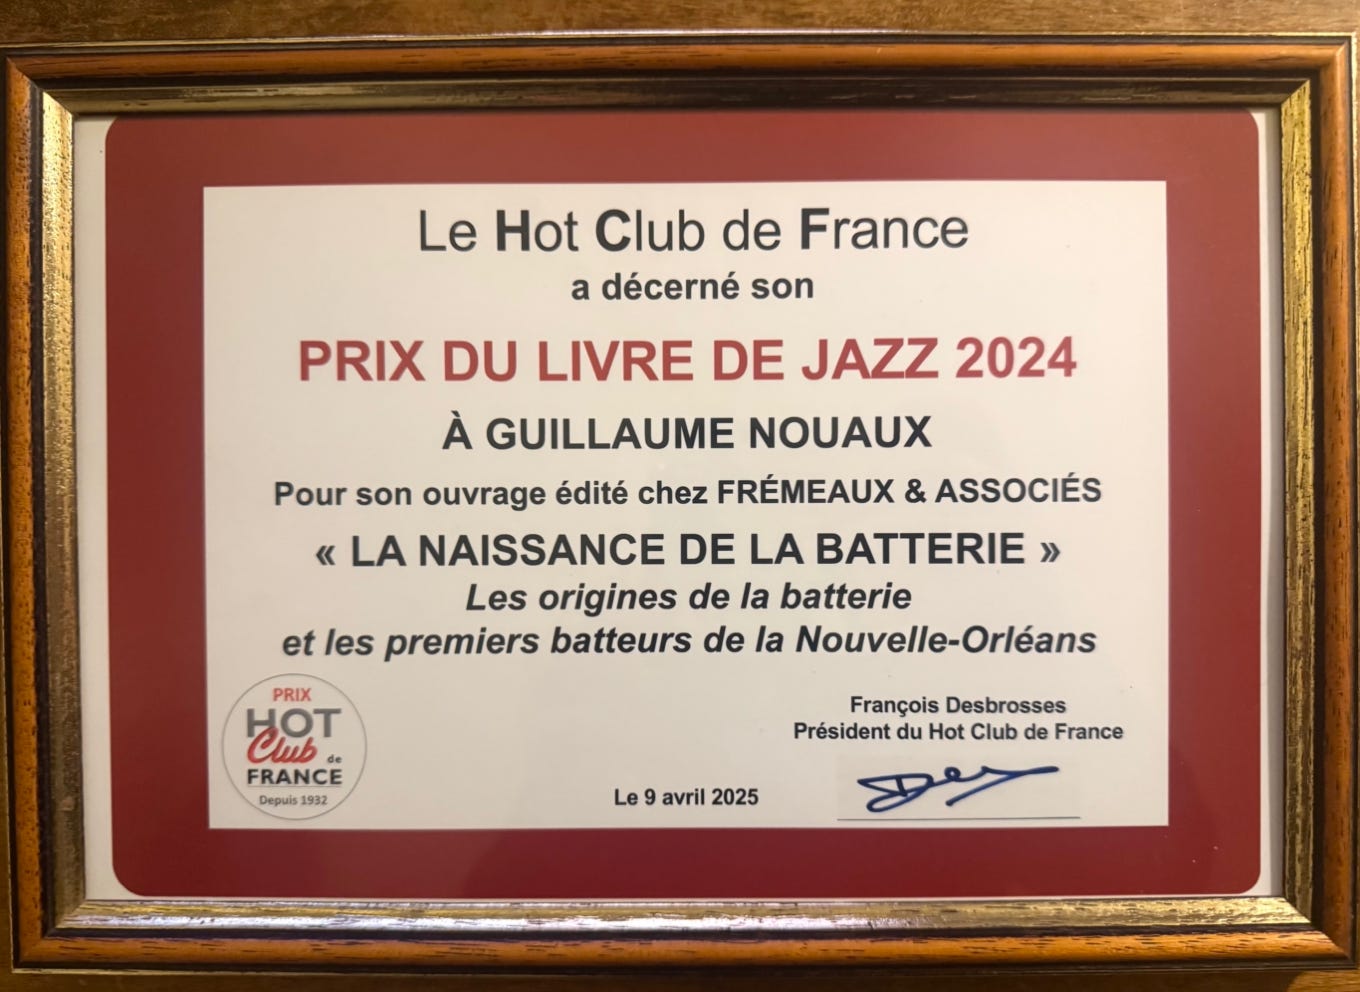 Le Hot Club de France
a décerné son
PRIX DU LIVRE DE JAZZ 2024
À GUILLAUME NOUAUX
Pour son ouvrage édité chez FRÉMEAUX & ASSOCIÉS
« LA NAISSANCE DE LA BATTERIE »
Les origines de la batterie
et les premiers batteurs de la Nouvelle-Orléans
PRIX
HOT
Club de
FRANCE
Depuis 1932
Le 9 avril 2025
François Desbrosses
Président du Hot Club de France